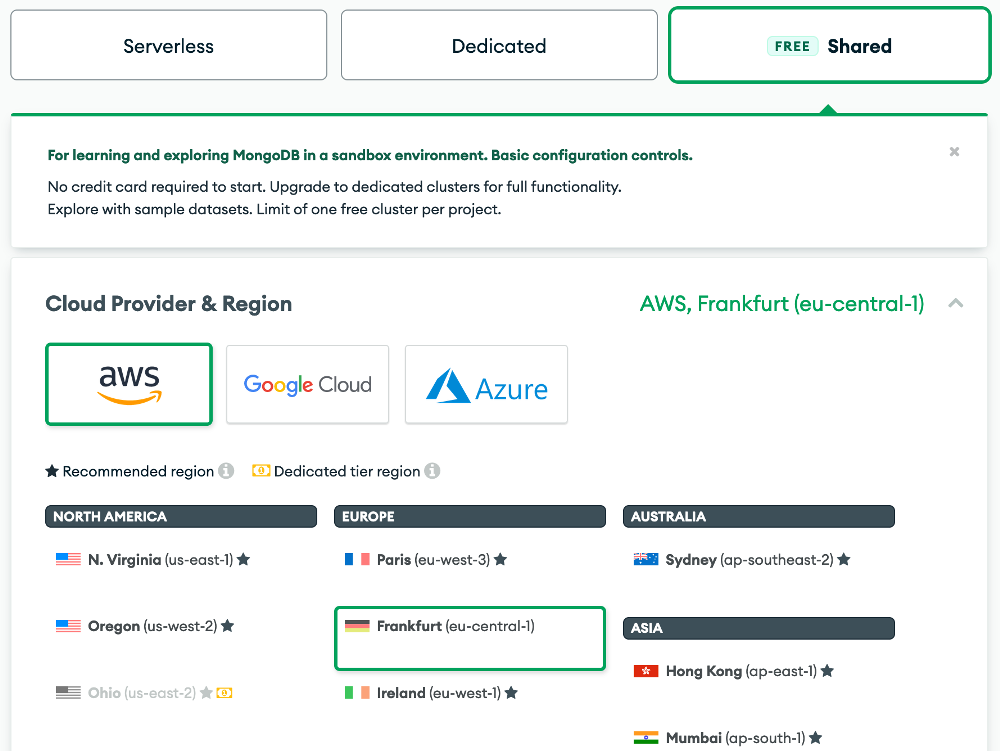 Serverless
Dedicated
FREE Shared
For learning and exploring MongoDB in a sandbox environment. Basic configuration controls.
No credit card required to start. Upgrade to dedicated clusters for full functionality.
Explore with sample datasets. Limit of one free cluster per project.
Cloud Provider & Region
AWS, Frankfurt (eu-central-1)
aws
Google Cloud
Azure
Recommended region
Dedicated tier region
NORTH AMERICA
N. Virginia (us-east-1)
Oregon (us-west-2)
Ohio (us-east-2)
EUROPE
Paris (eu-west-3)
Frankfurt (eu-central-1)
Ireland (eu-west-1)
AUSTRALIA
Sydney (ap-southeast-2)
ASIA
Hong Kong (ap-east-1)
Mumbai (ap-south-1)